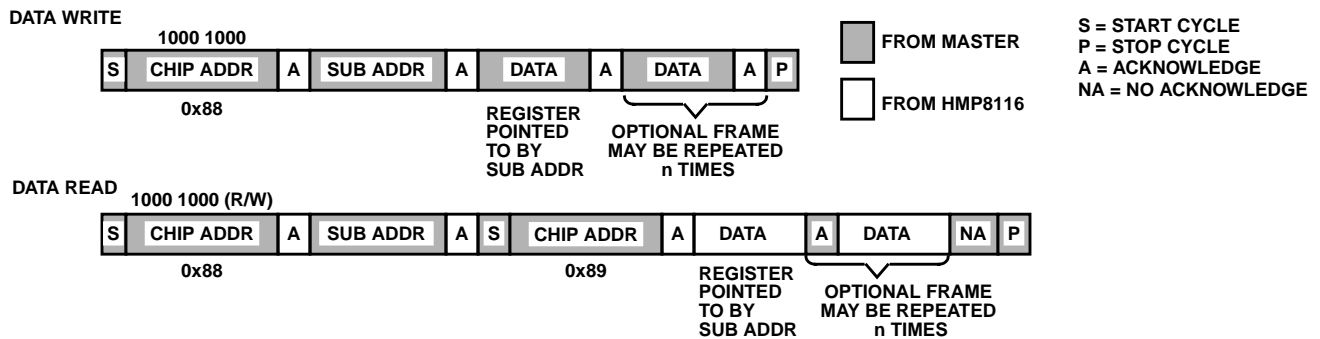 DATA WRITE
1000 1000
S CHIP ADDR A SUB ADDR A DATA A DATA A P
0x88
REGISTER
POINTED
TO BY
SUB ADDR
OPTIONAL FRAME
MAY BE REPEATED
n TIMES
FROM MASTER
FROM HMP8116
S = START CYCLE
P = STOP CYCLE
A = ACKNOWLEDGE
NA = NO ACKNOWLEDGE
DATA READ
1000 1000 (R/W)
S CHIP ADDR A SUB ADDR A S CHIP ADDR A DATA A DATA NA P
0x88 0x89
REGISTER
POINTED
TO BY
SUB ADDR
OPTIONAL FRAME
MAY BE REPEATED
n TIMES